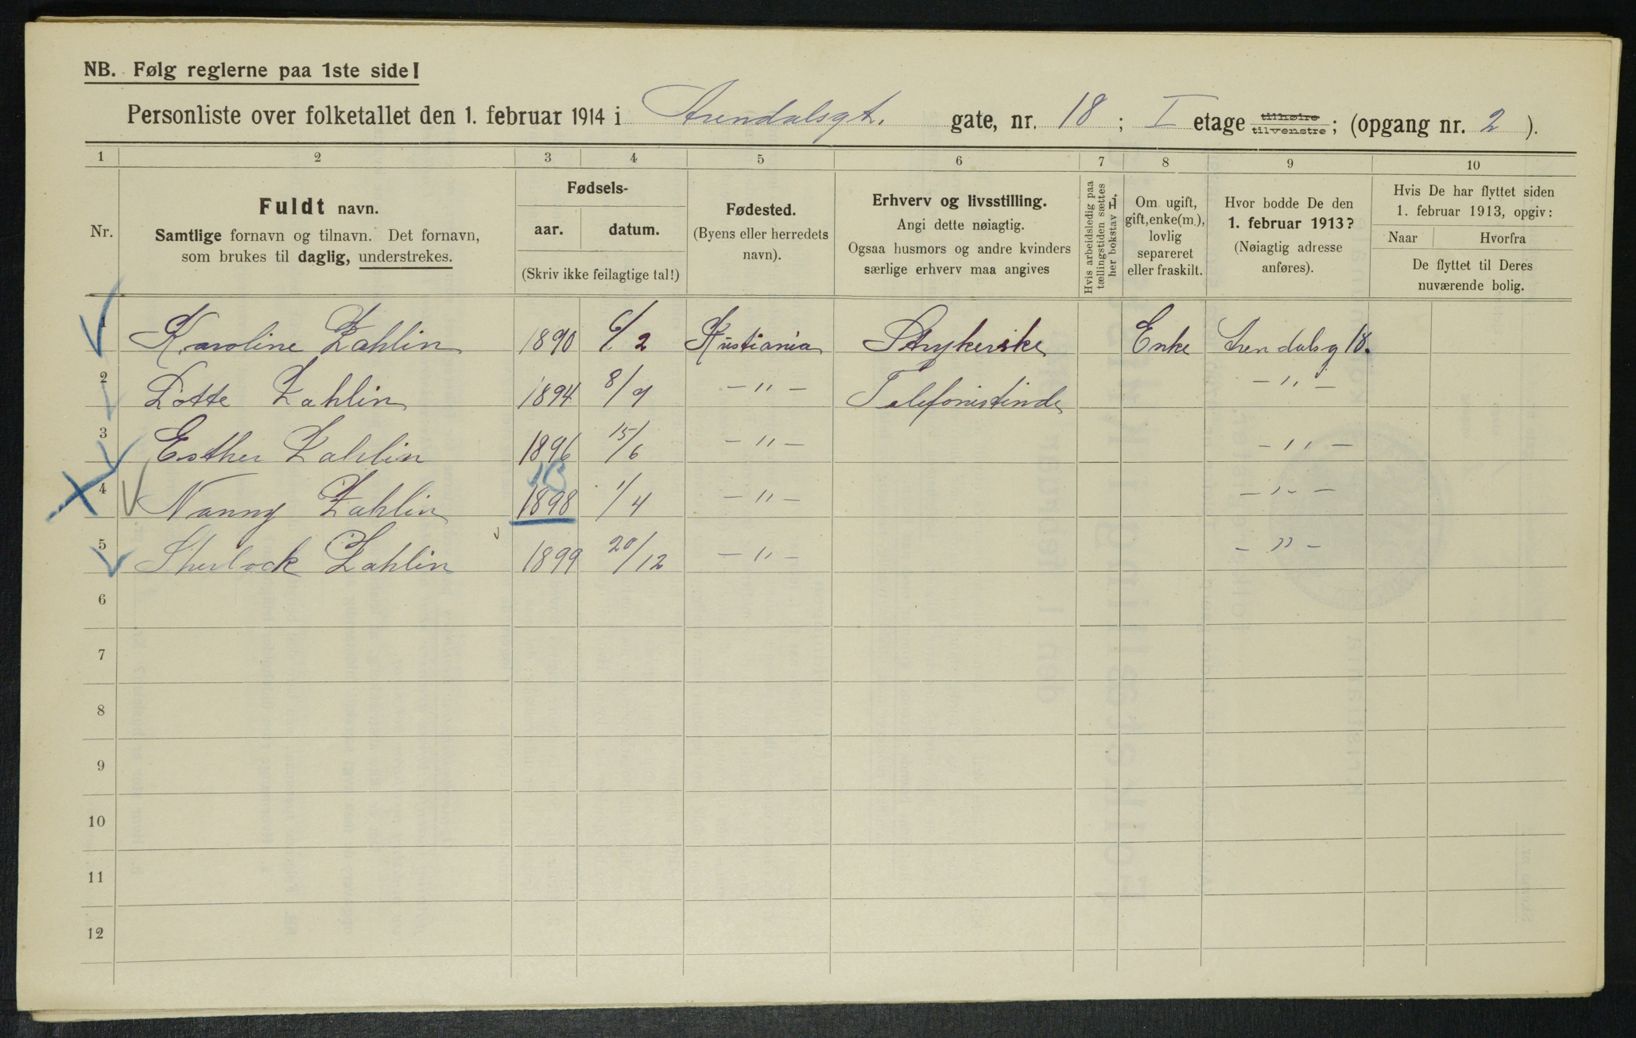 NB. Følg reglerne paa 1ste side!
Personliste over folketallet den 1. februar 1914 i Arendalsgt. gate, nr. 18; I etage tilhøire tilvenstre; (opgang nr. 2).
1 2 3 4 5 6 7 8 9 10
Nr.
Fuldt navn.
Samtlige fornavn og tilnavn. Det fornavn,
som brukes til daglig, understrekes.
Fødsels-
aar. datum.
(Skriv ikke feilagtige tal!)
Fødested.
(Byens eller herredets
navn).
Erhverv og livsstilling.
Angi dette nøiagtig.
Ogsaa husmors og andre kvinders
særlige erhverv maa angives
Hvis arbeidsledig paa
tællingstiden sættes
her bokstav L.
Om ugift,
gift, enke(m.),
lovlig
separeret
eller fraskilt.
Hvor bodde De den
1. februar 1913?
(Nøiagtig adresse
anføres).
Hvis De har flyttet siden
1. februar 1913, opgiv:
Naar Hvorfra
De flyttet til Deres
nuværende bolig.
1 Karoline Zahlin 1890 6/2 Kristiania Strykerske Enke Arendalsg 18.
2 Lotte Zahlin 1894 8/9 – " – Telefonistinde – " –
3 Esther Zahlin 1896 15/6 – " – – " –
4 Nanny Zahlin 1898 1/4 – " – – " –
5 Sherlock Zahlin 1899 20/12 – " – – " –
6
7
8
9
10
11
12